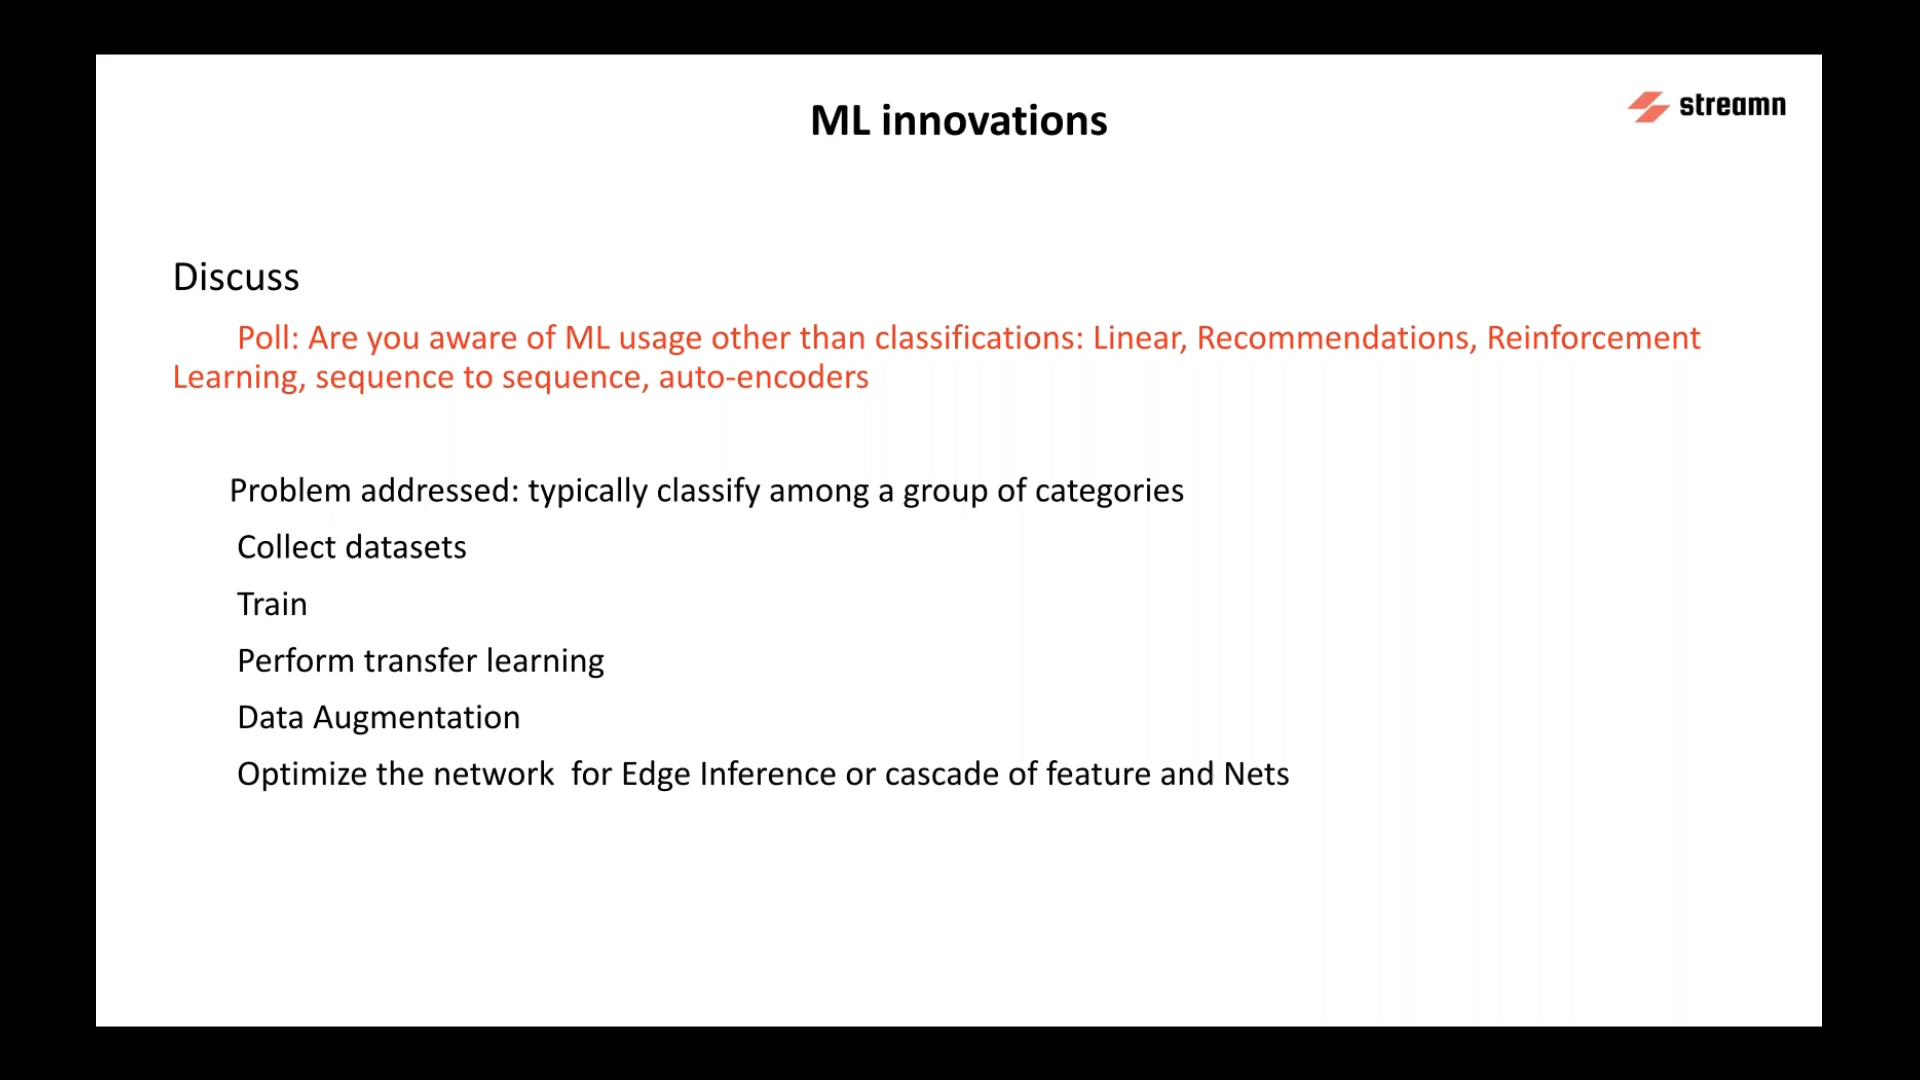 ML innovations
streamn
Discuss
Poll: Are you aware of ML usage other than classifications: Linear, Recommendations, Reinforcement
Learning, sequence to sequence, auto-encoders
Problem addressed: typically classify among a group of categories
Collect datasets
Train
Perform transfer learning
Data Augmentation
Optimize the network  for Edge Inference or cascade of feature and Nets